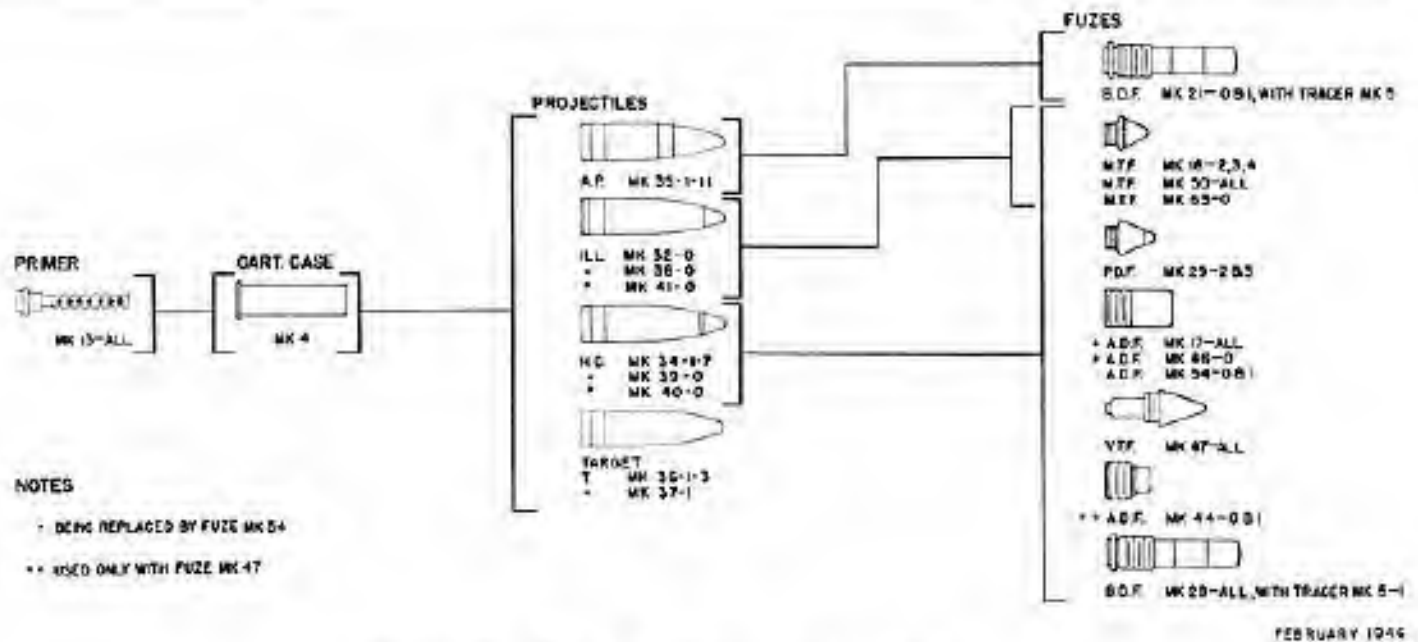 FUZES
B.D.F. MK 21-0&1, WITH TRACER MK 5
PROJECTILES
M.T.F. MK 18-2,3,4
M.T.F. MK 50-ALL
M.T.F.
A.P. MK 35-1-11
PRIMER
CART. CASE
ILL. MK 52-0
" MK 38-0
" MK 41-0
P.D.F. MK 29-2&3
MK 13-ALL
MK 4
H.C. MK 34-1-7
" MK 39-0
" MK 40-0
* A.D.F. MK 17-ALL
* A.D.F. MK 46-0
A.D.F. MK 54-0&1
V.T.F. MK 47-ALL
TARGET
T. MK 36-1-3
" MK 37-1
NOTES
** A.D.F. MK 44-0&1
* BEING REPLACED BY FUZE MK 54
** USED ONLY WITH FUZE MK 47
B.D.F. MK 28-ALL, WITH TRACER MK 5-1
FEBRUARY 1946